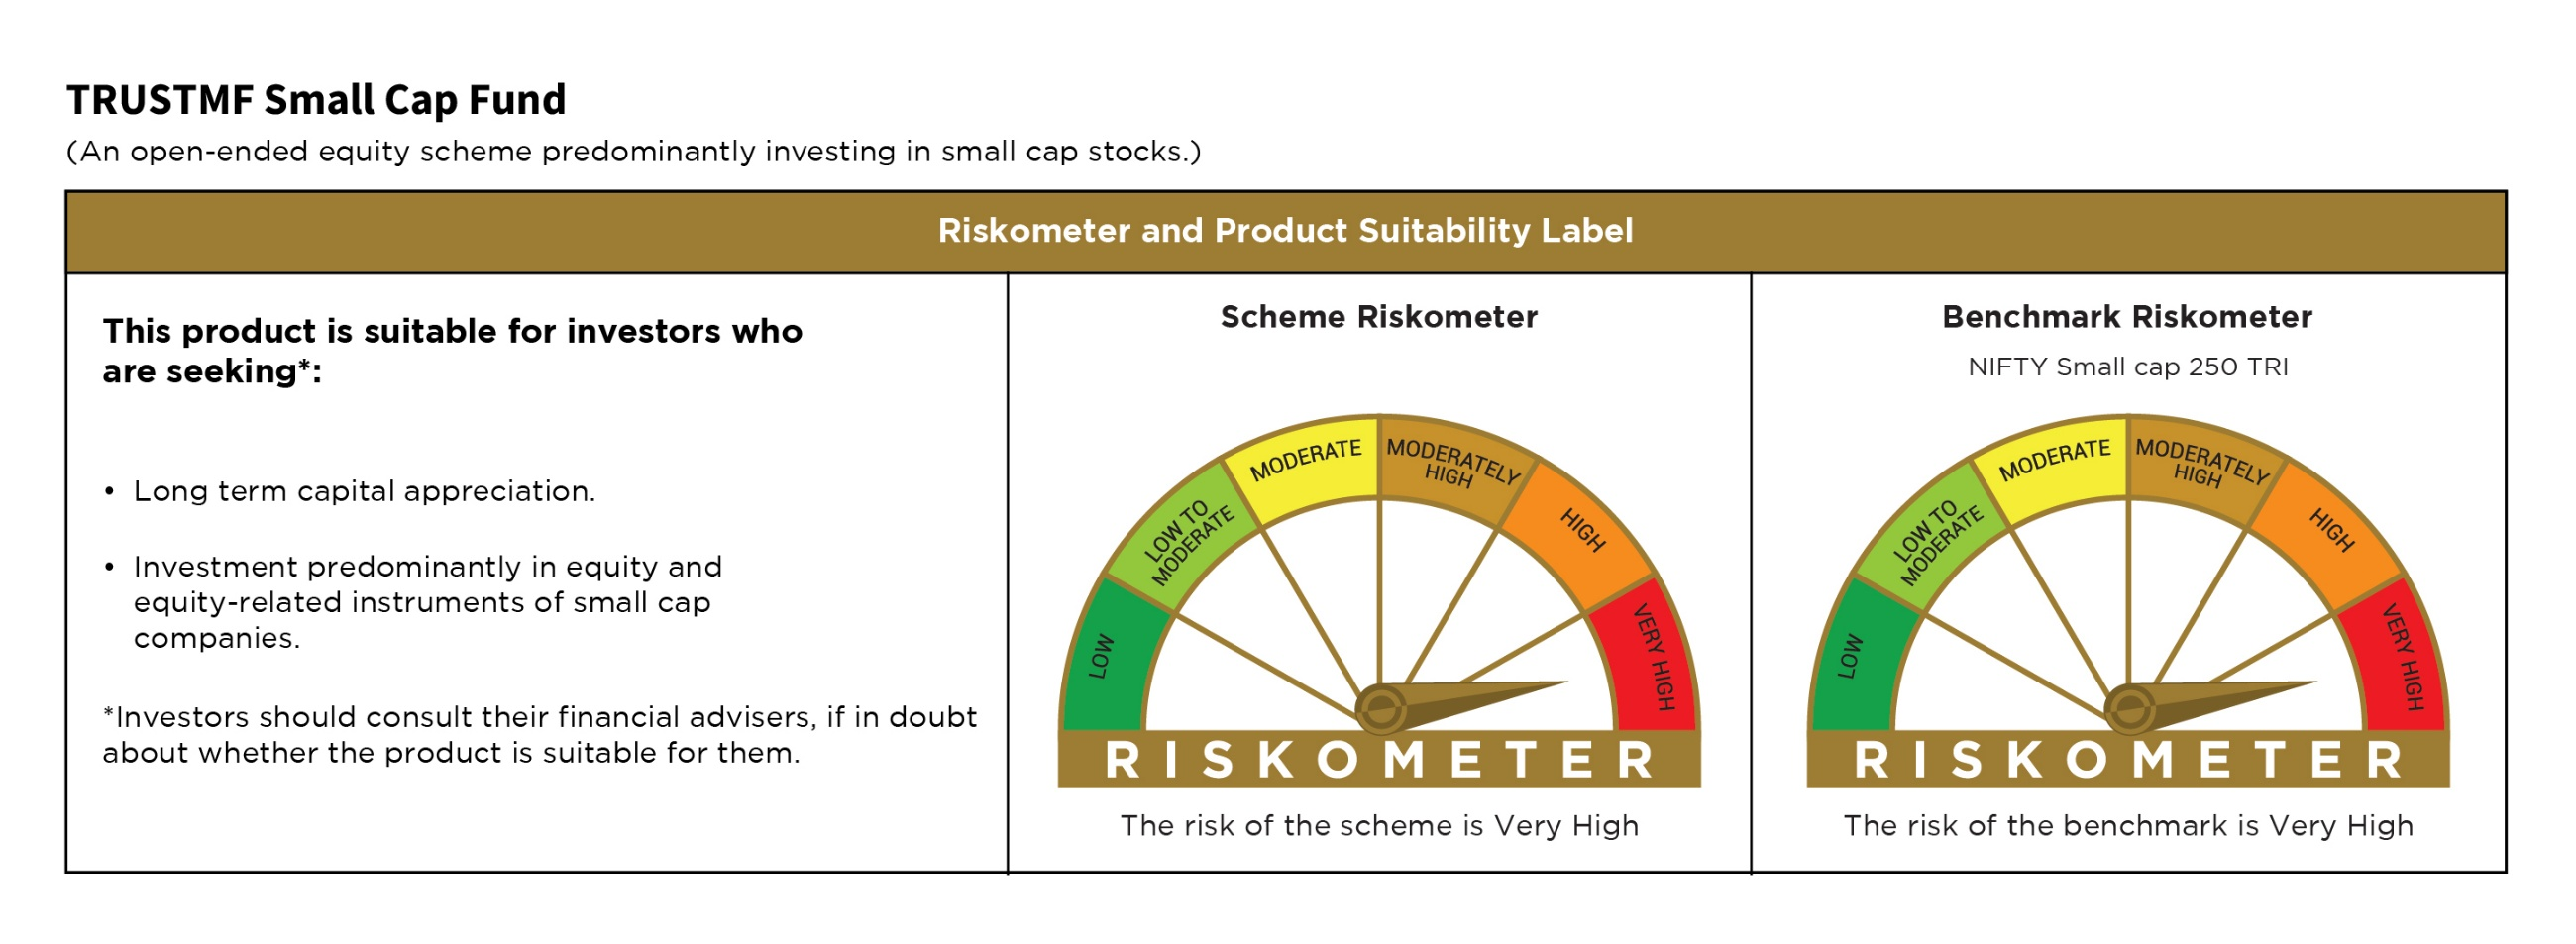 TRUSTMF Small Cap Fund
(An open-ended equity scheme predominantly investing in small cap stocks.)
Riskometer and Product Suitability Label
This product is suitable for investors who
are seeking*:
• Long term capital appreciation.
• Investment predominantly in equity and
equity-related instruments of small cap
companies.
*Investors should consult their financial advisers, if in doubt
about whether the product is suitable for them.
Scheme Riskometer
LOW
LOW TO
MODERATE
MODERATE
MODERATELY
HIGH
HIGH
VERY HIGH
RISKOMETER
The risk of the scheme is Very High
Benchmark Riskometer
NIFTY Small cap 250 TRI
LOW
LOW TO
MODERATE
MODERATE
MODERATELY
HIGH
HIGH
VERY HIGH
RISKOMETER
The risk of the benchmark is Very High